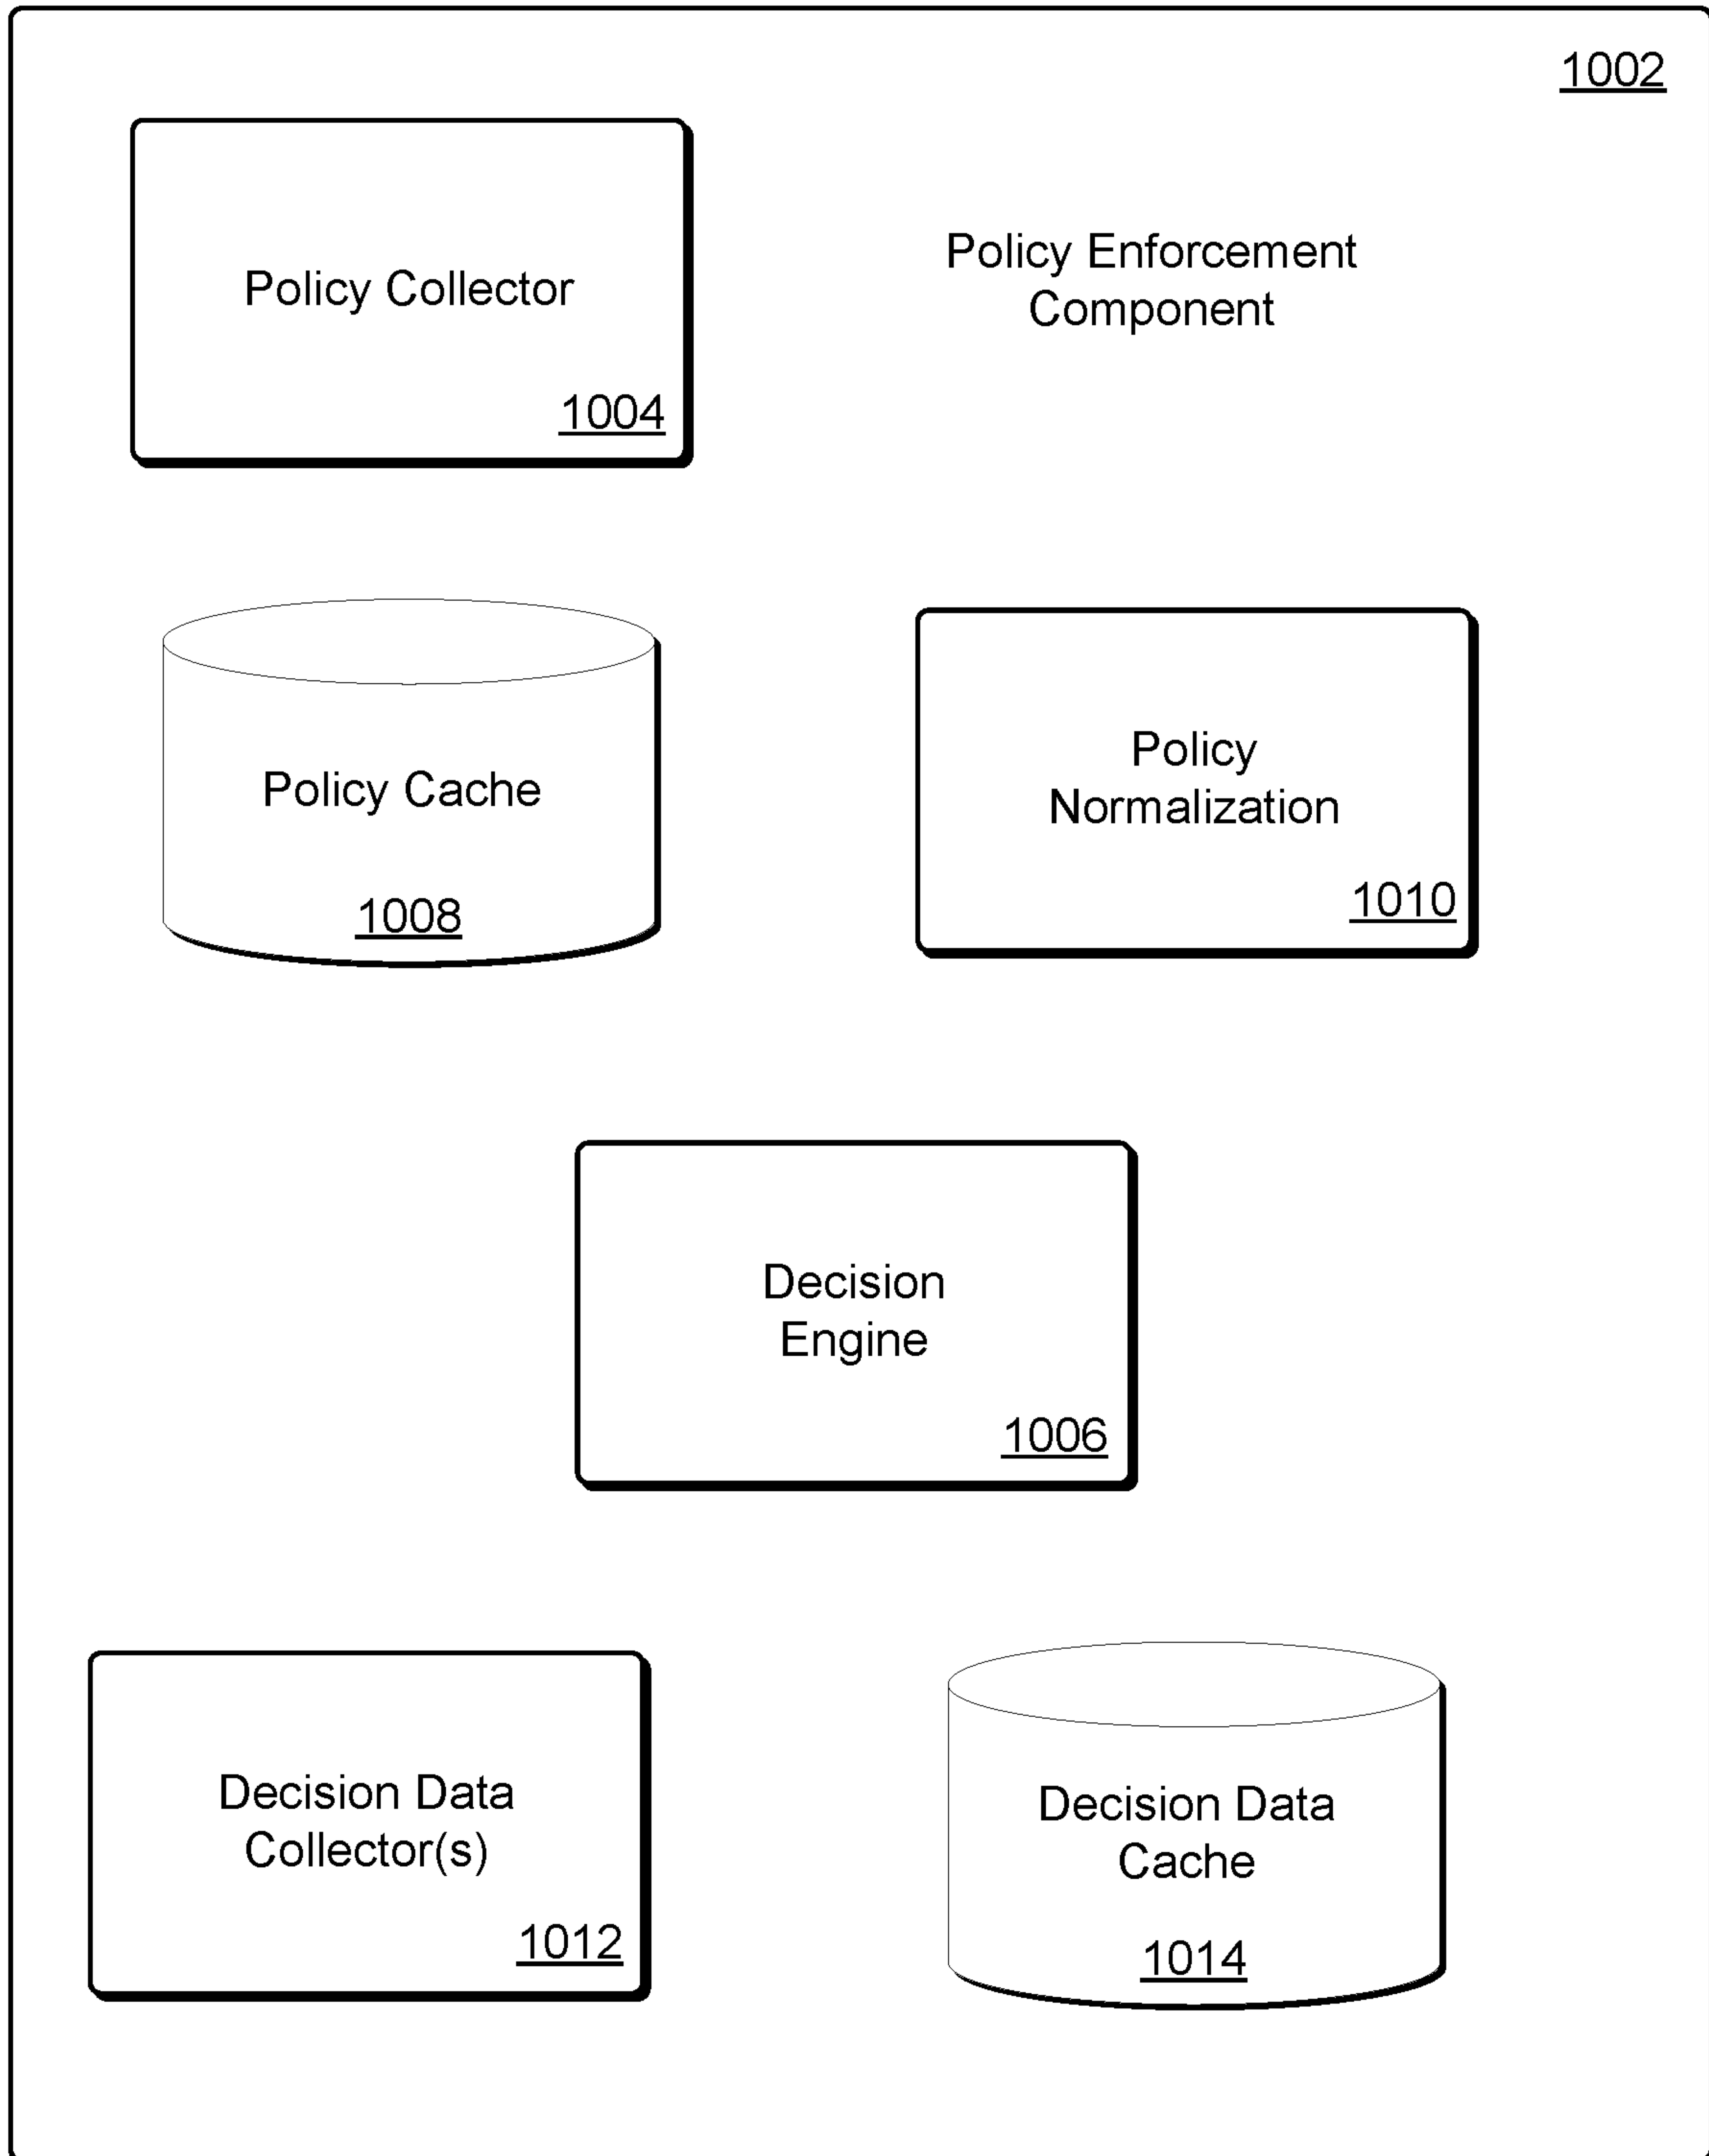 1002
Policy Collector
1004
Policy Enforcement
Component
Policy Cache
1008
Policy
Normalization
1010
Decision
Engine
1006
Decision Data
Collector(s)
1012
Decision Data
Cache
1014